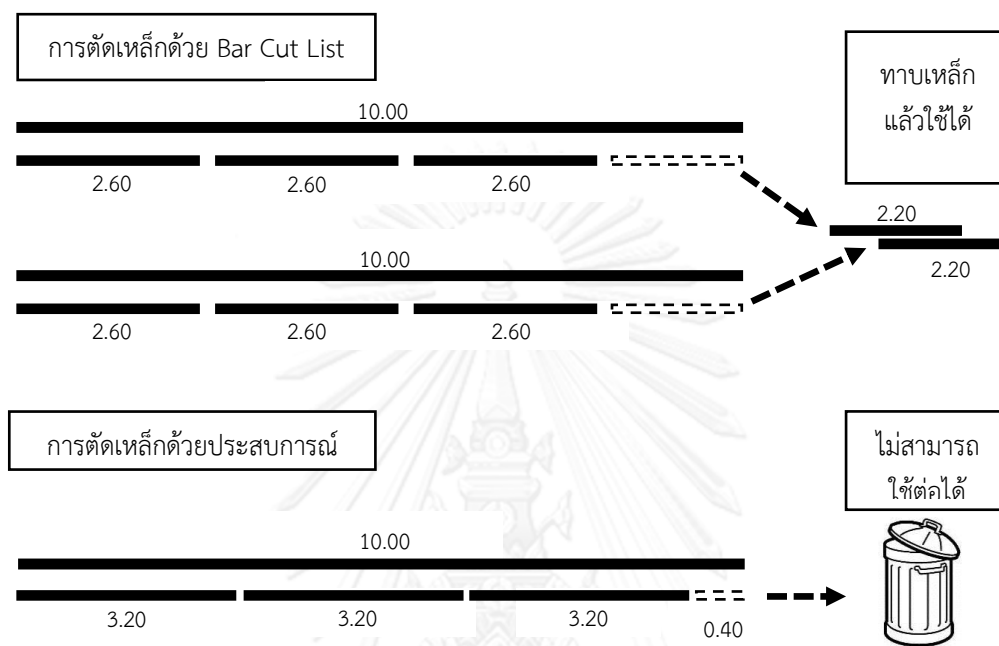 การตัดเหล็กด้วย Bar Cut List
ทาบเหล็ก
แล้วใช้ได้
10.00
2.60 2.60 2.60
2.20
2.20
10.00
2.60 2.60 2.60
การตัดเหล็กด้วยประสบการณ์
ไม่สามารถ
ใช้ต่อได้
10.00
3.20 3.20 3.20 0.40